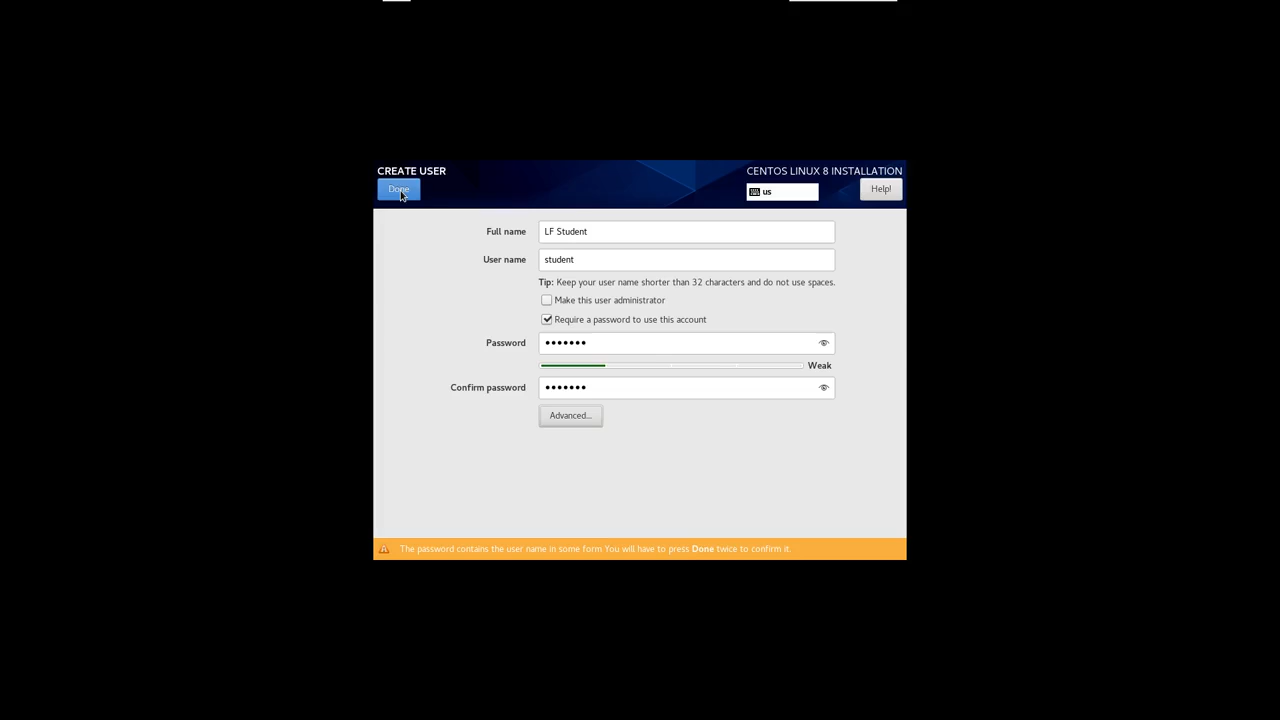 CREATE USER
CENTOS LINUX 8 INSTALLATION
Done
us
Help!
Full name
LF Student
User name
student
Tip: Keep your user name shorter than 32 characters and do not use spaces.
Make this user administrator
Require a password to use this account
Password
•••••••
Weak
Confirm password
•••••••
Advanced...
The password contains the user name in some form You will have to press Done twice to confirm it.